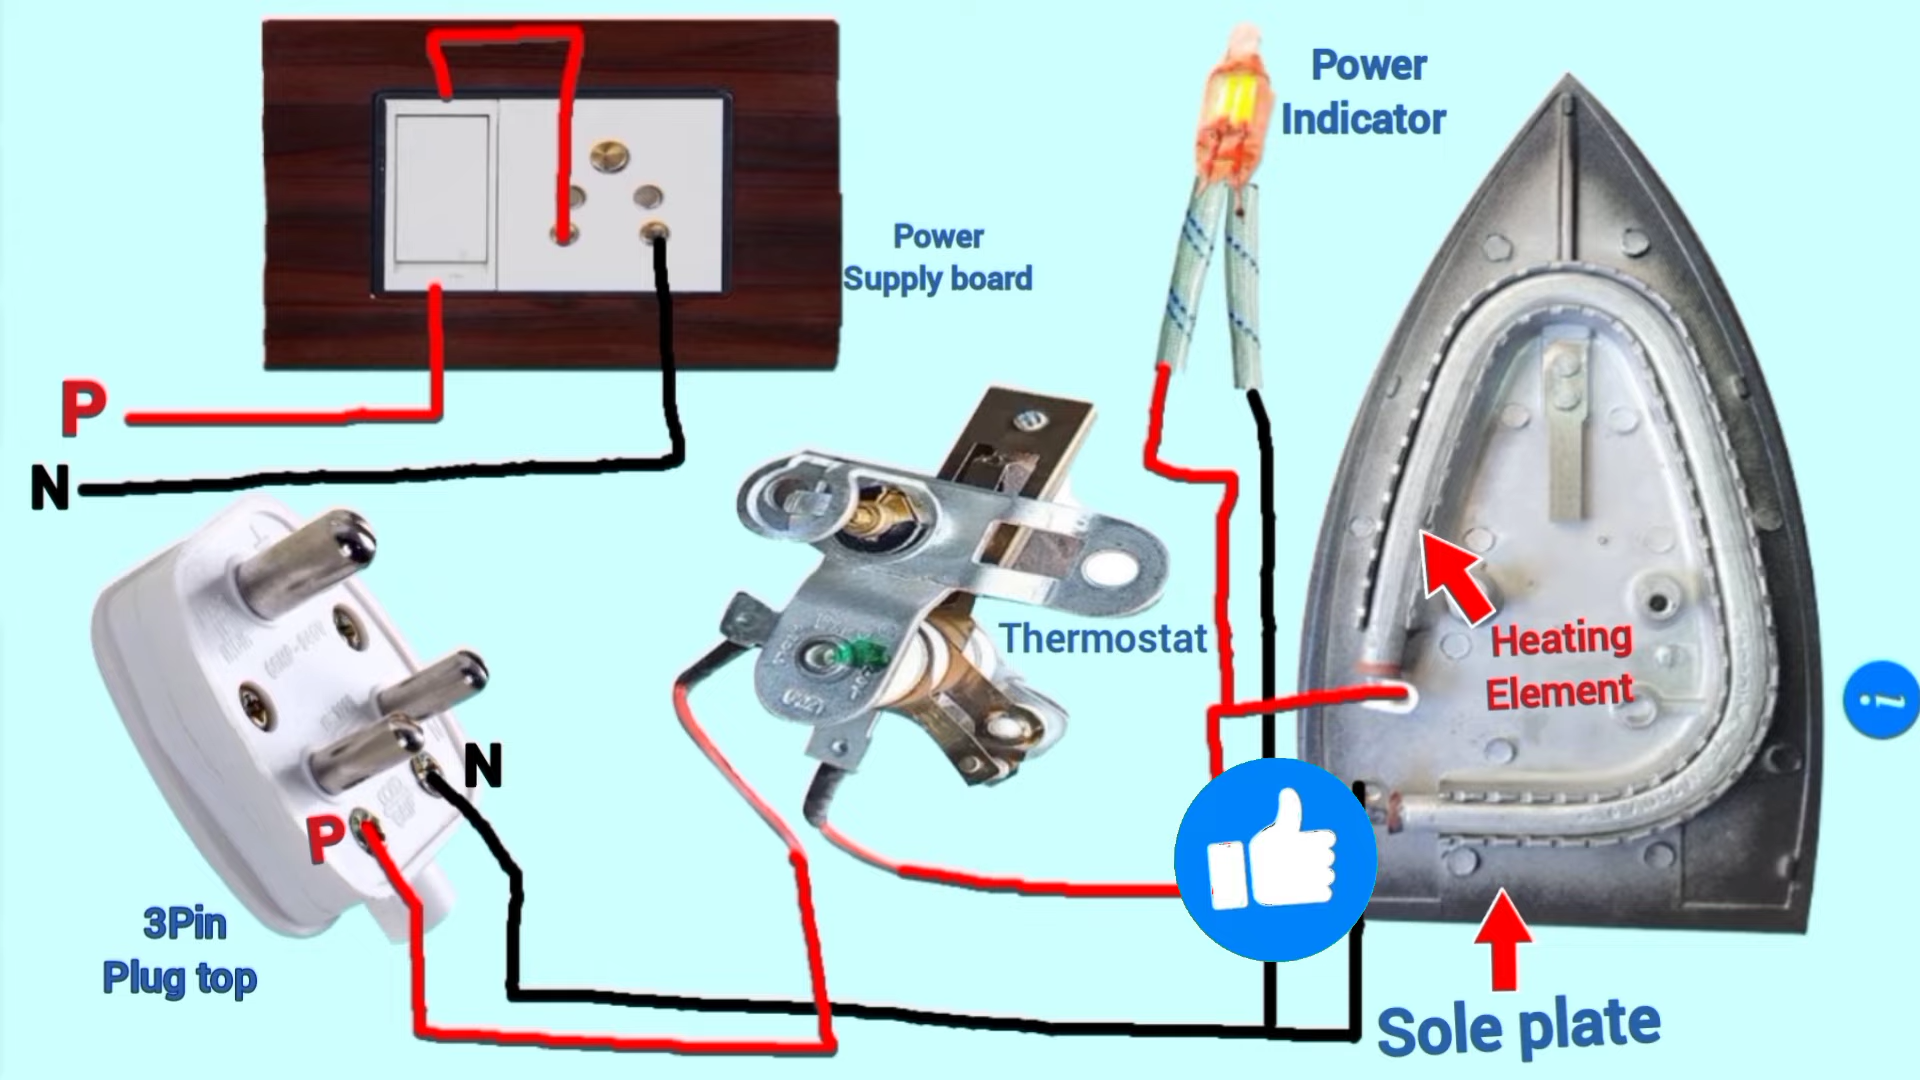 Power
Indicator
Power
Supply board
P
N
Thermostat
Heating
Element
N
P
3Pin
Plug top
Sole plate
i